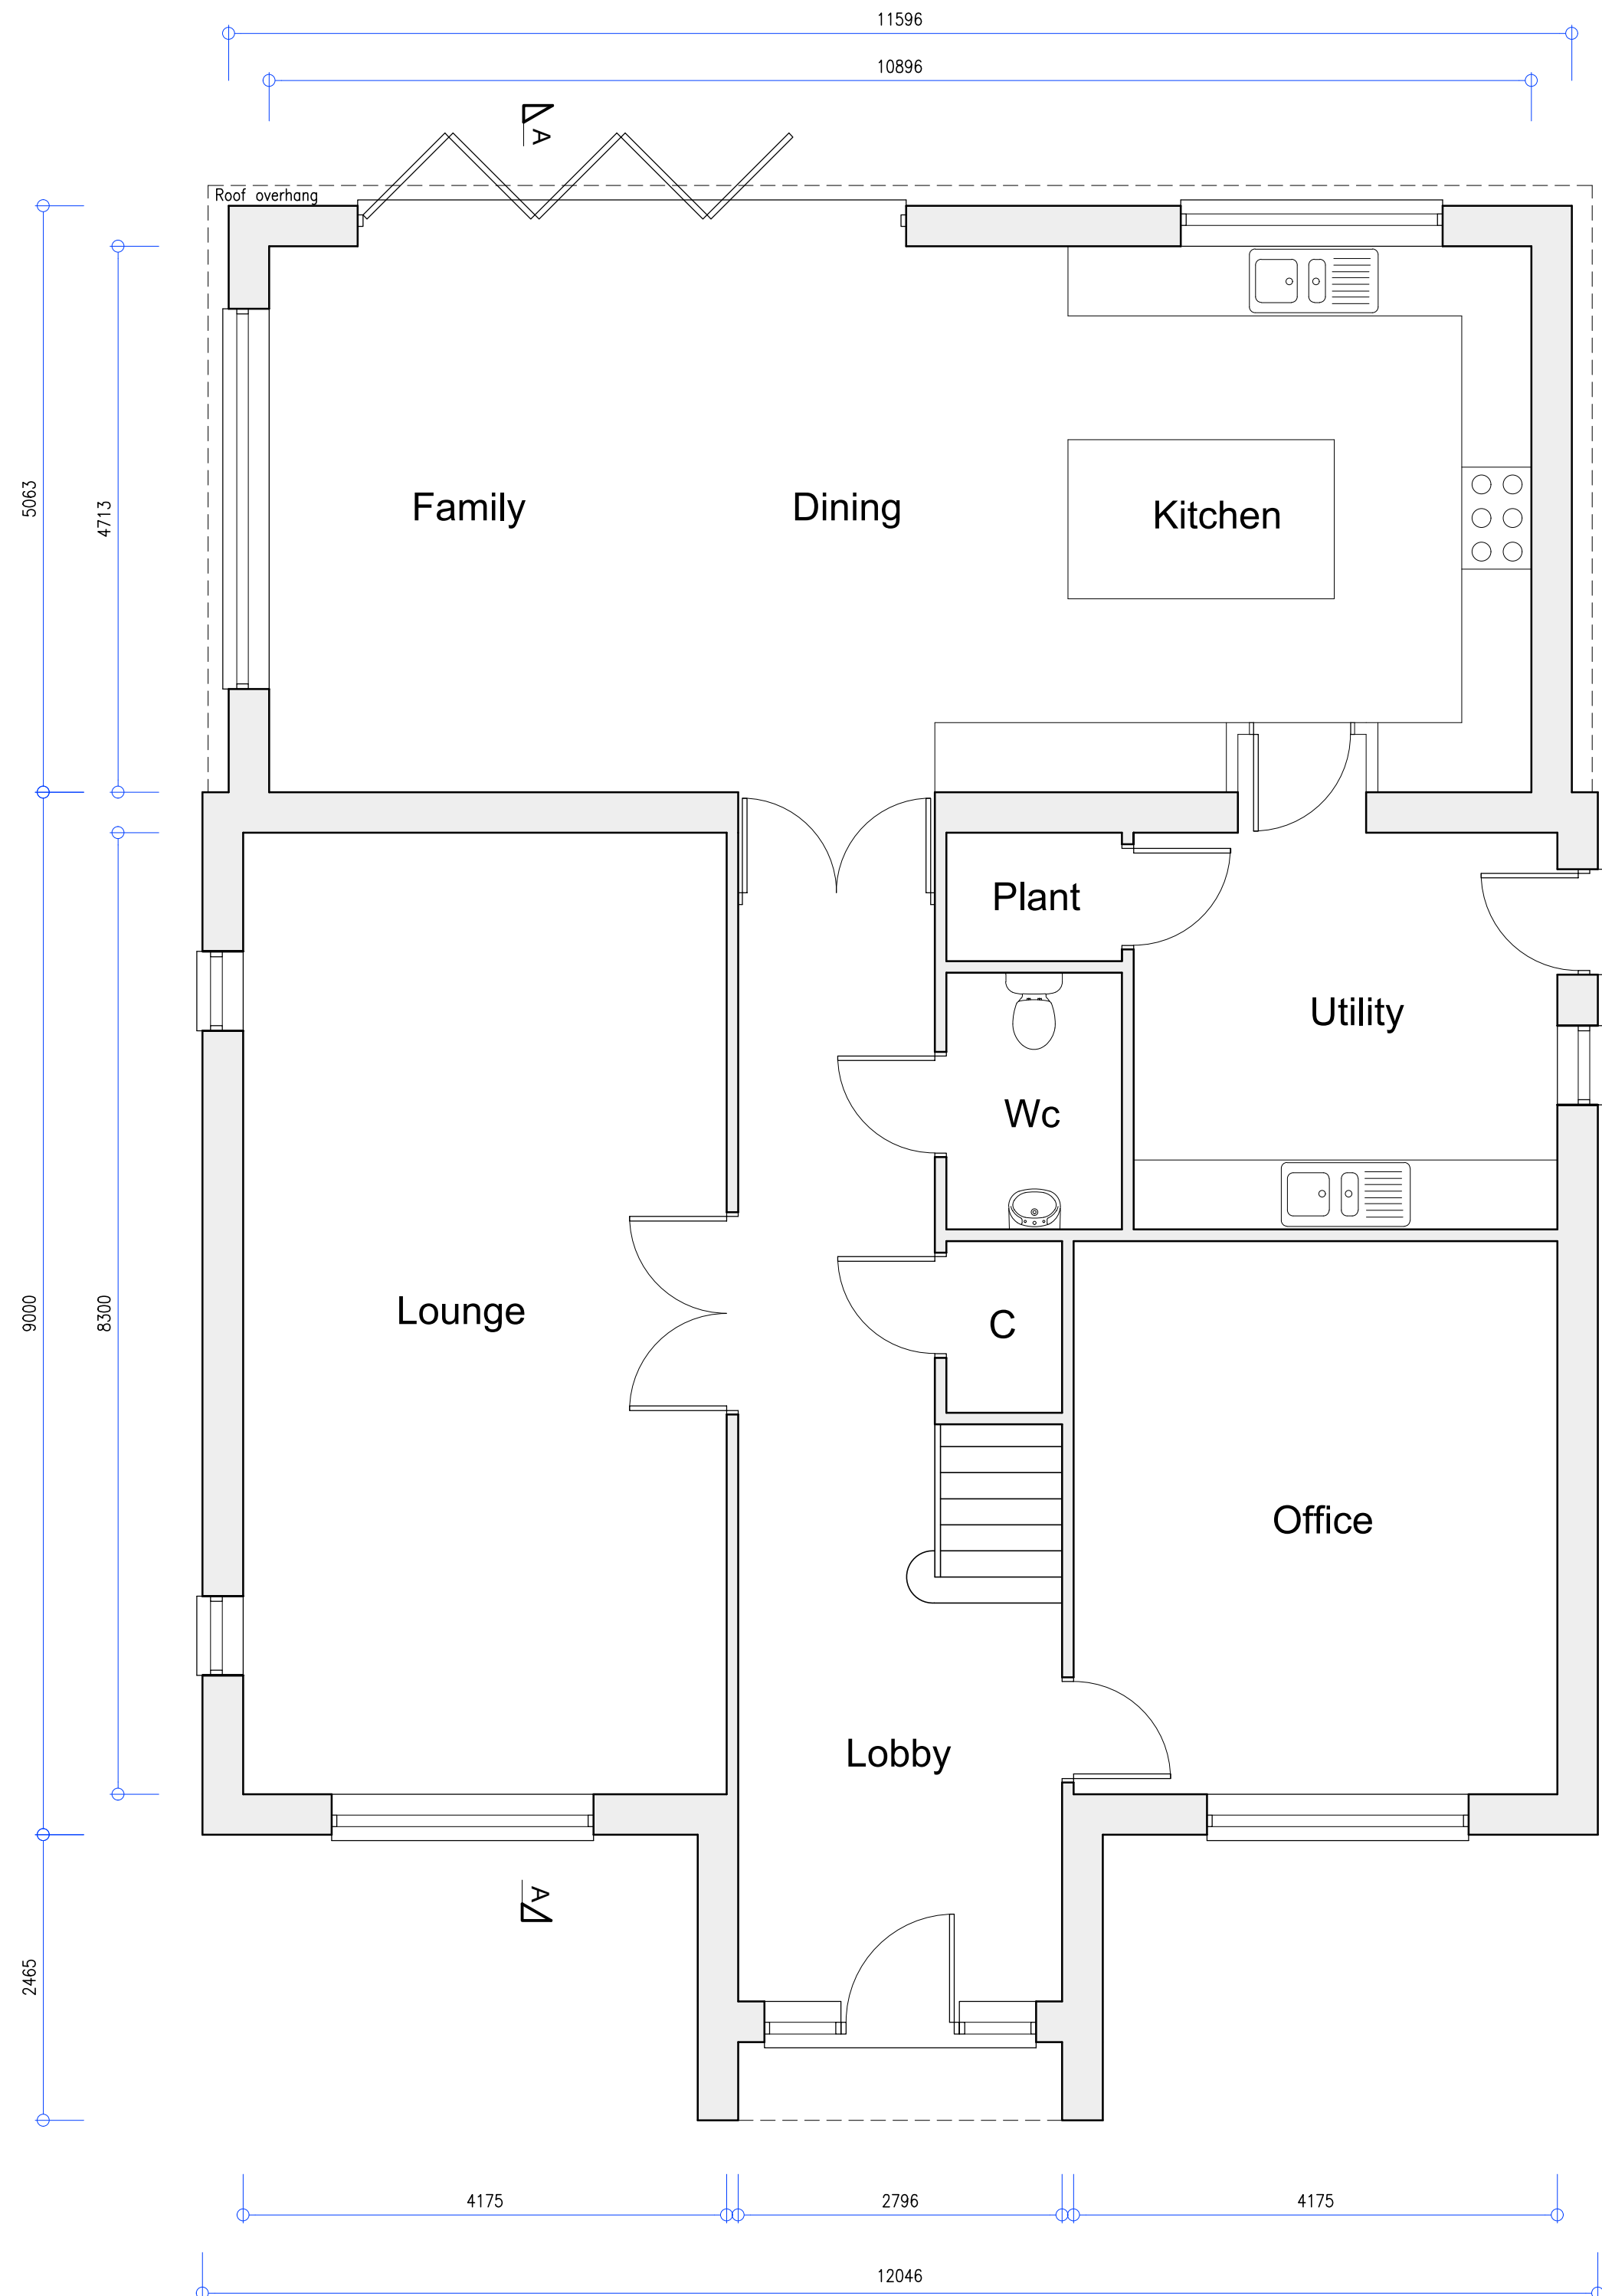 11596
10896
A
Roof overhang
5063
4713
Family
Dining
Kitchen
Plant
Utility
Wc
9000
8300
Lounge
C
Office
Lobby
A
2465
4175
2796
4175
12046